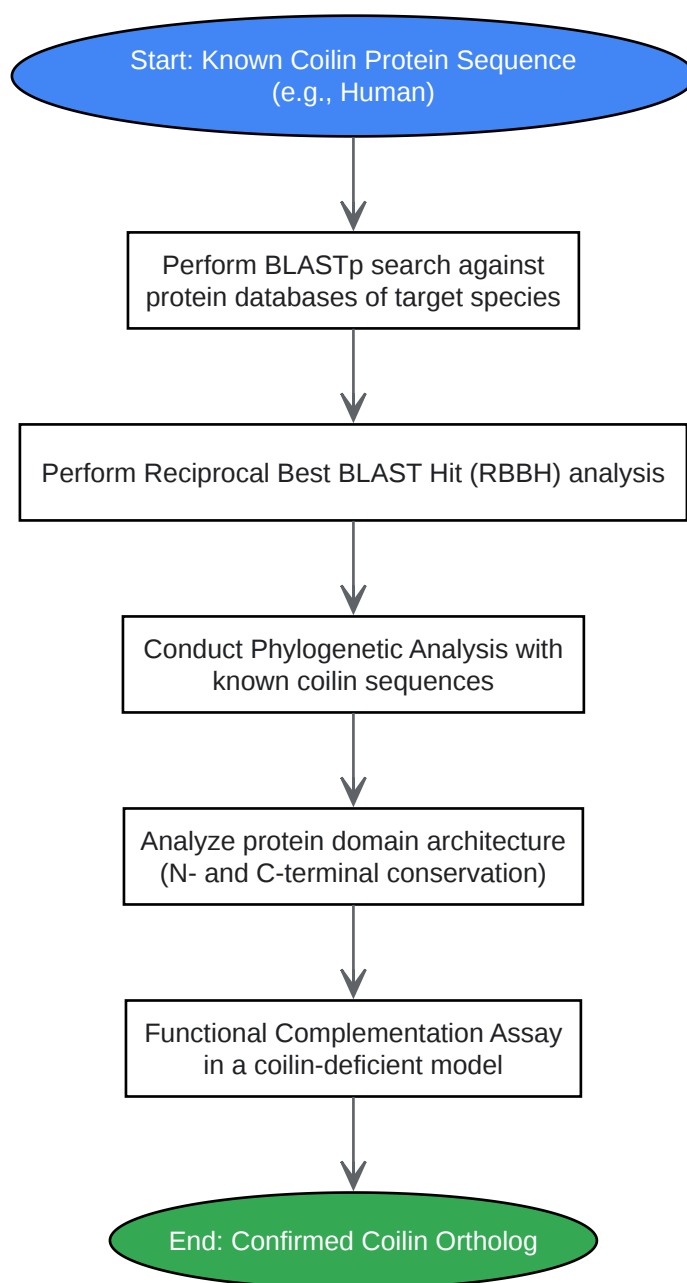 Start: Known Coilin Protein Sequence
(e.g., Human)
Perform BLASTp search against
protein databases of target species
Perform Reciprocal Best BLAST Hit (RBBH) analysis
Conduct Phylogenetic Analysis with
known coilin sequences
Analyze protein domain architecture
(N- and C-terminal conservation)
Functional Complementation Assay
in a coilin-deficient model
End: Confirmed Coilin Ortholog